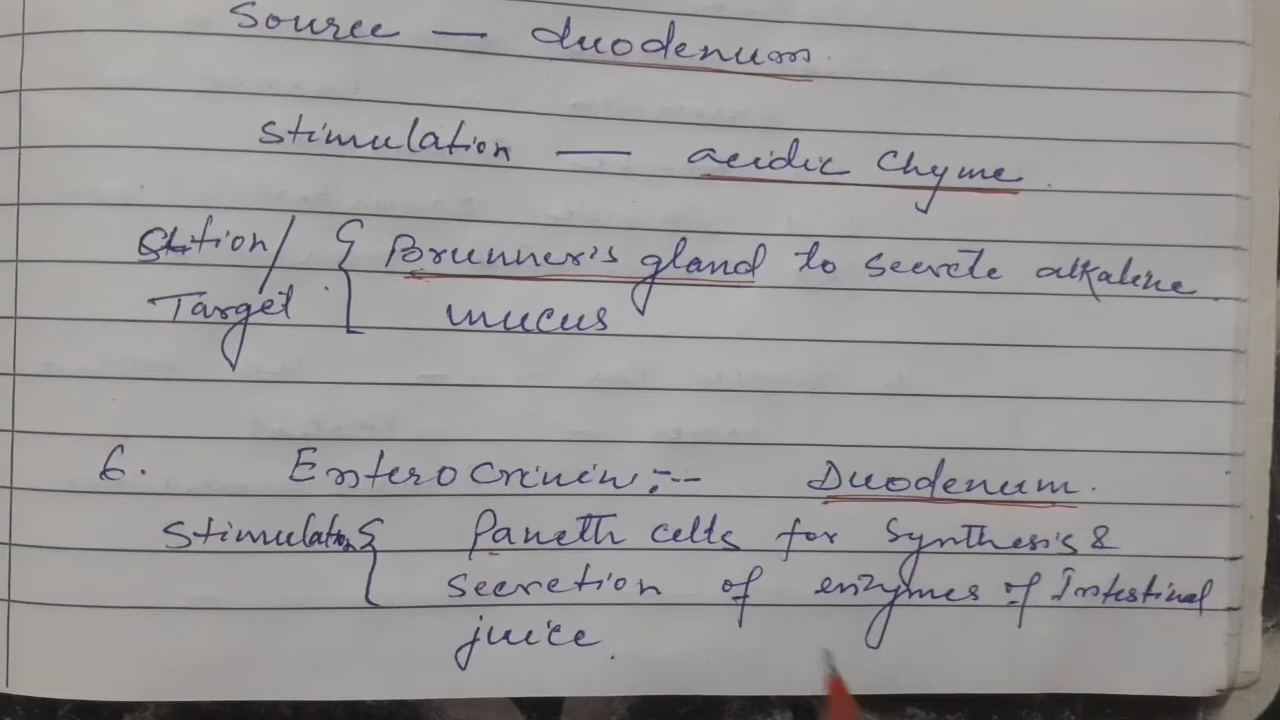 Source — duodenum.
Stimulation — acidic Chyme.
Brunner's gland to secrete alkaline
Target mucus
6. Enterocrinin :- Duodenum.
Stimulation Paneth cells for Synthesis &
secretion of enzymes of Intestinal
juice.